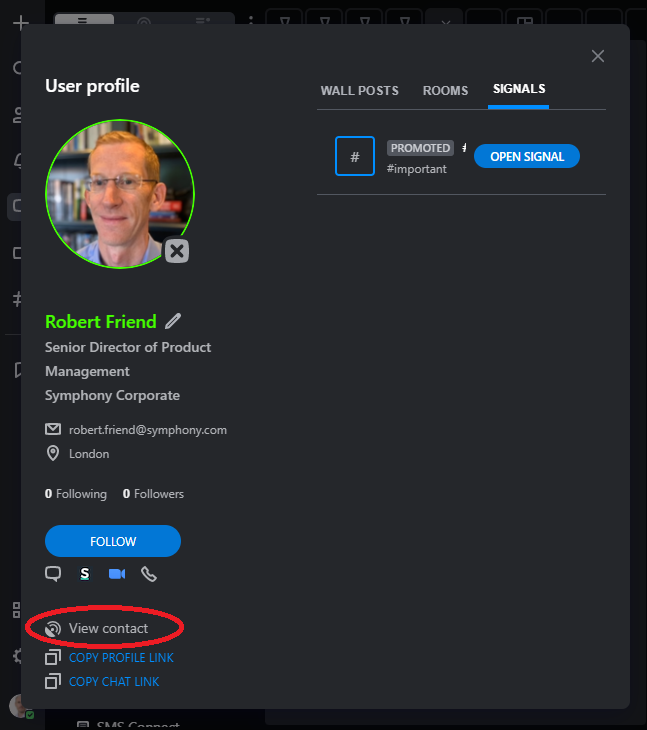 User profile
Robert Friend
Senior Director of Product
Management
Symphony Corporate
robert.friend@symphony.com
London
0 Following 0 Followers
FOLLOW
S
View contact
COPY PROFILE LINK
COPY CHAT LINK
WALL POSTS ROOMS SIGNALS
# PROMOTED #
#important
OPEN SIGNAL
SMS Connect